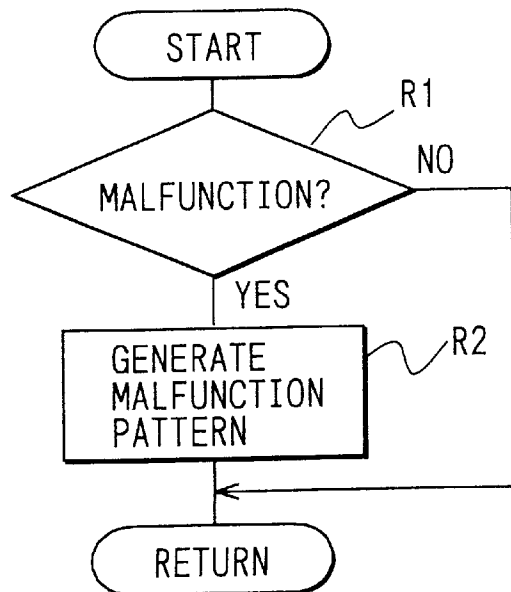 START
R1
NO
MALFUNCTION?
YES
R2
GENERATE
MALFUNCTION
PATTERN
RETURN